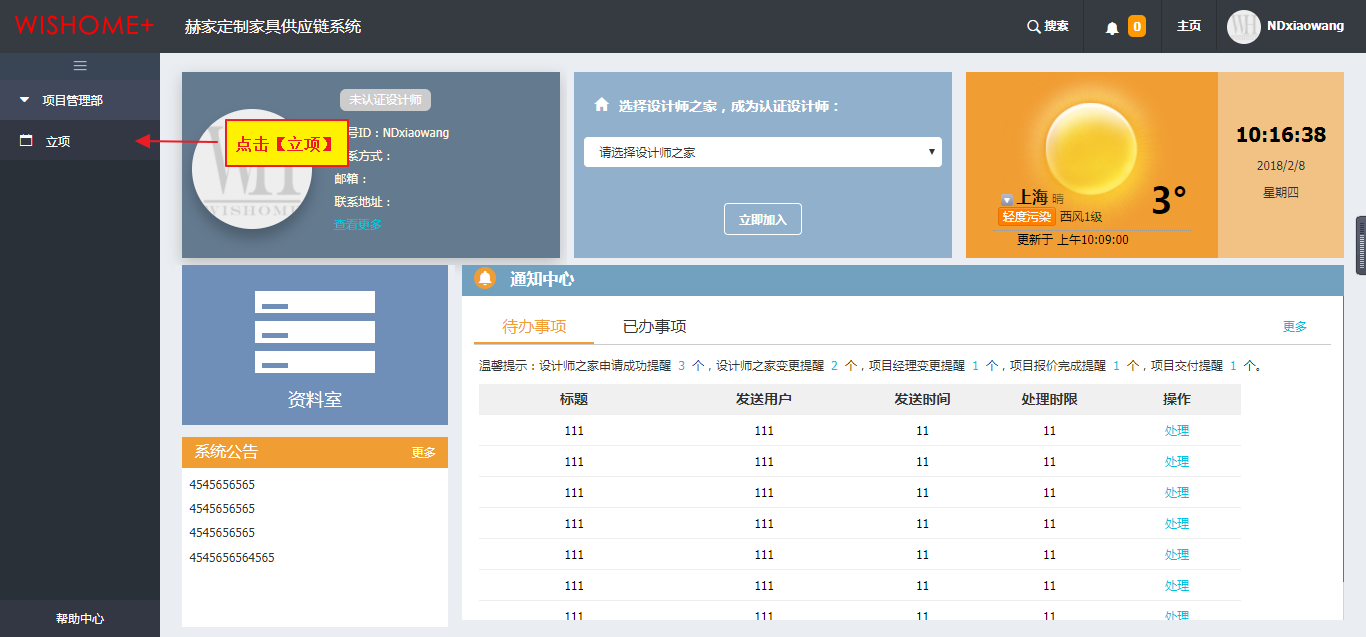 WISHOME+
赫家定制家具供应链系统
搜索
0
主页
NDxiaowang
项目管理部
立项
帮助中心
点击【立项】
未认证设计师
号ID：NDxiaowang
系方式：
邮箱：
联系地址：
查看更多
WH
WISHOME
选择设计师之家，成为认证设计师：
请选择设计师之家
立即加入
上海 晴
轻度污染 西风1级
3°
更新于 上午10:09:00
10:16:38
2018/2/8
星期四
资料室
系统公告 更多
4545656565
4545656565
4545656565
4545656564565
通知中心
待办事项 已办事项 更多
温馨提示：设计师之家申请成功提醒 3 个，设计师之家变更提醒 2 个，项目经理变更提醒 1 个，项目报价完成提醒 1 个，项目交付提醒 1 个。
标题 发送用户 发送时间 处理时限 操作
111 111 11 11 处理
111 111 11 11 处理
111 111 11 11 处理
111 111 11 11 处理
111 111 11 11 处理
111 111 11 11 处理
111 111 11 11 处理